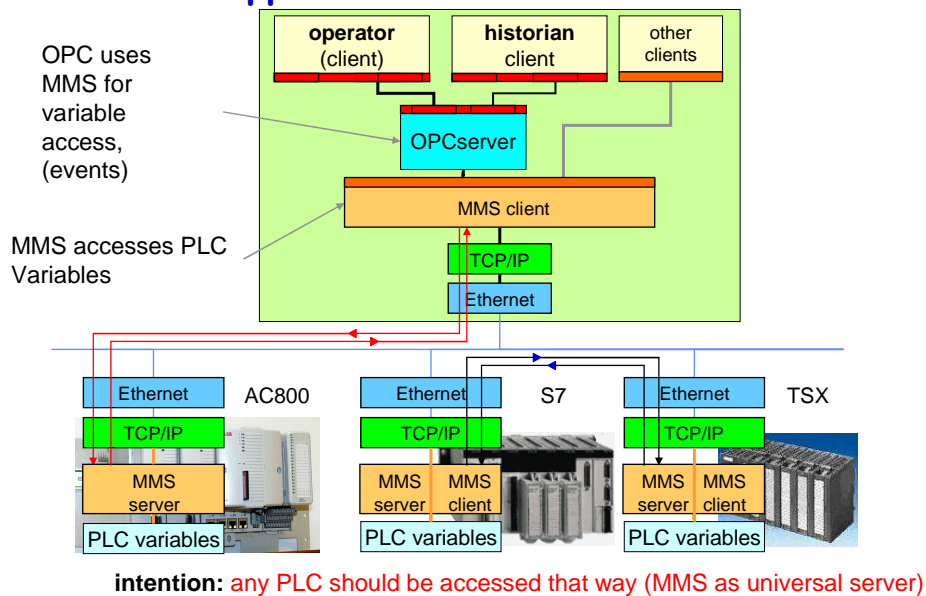 operator
(client)
historian
client
other
clients
OPC uses
MMS for
variable
access,
(events)
OPCserver
MMS client
MMS accesses PLC
Variables
TCP/IP
Ethernet
Ethernet
AC800
Ethernet
S7
Ethernet
TSX
TCP/IP
TCP/IP
TCP/IP
MMS
server
MMS
server
MMS
client
MMS
server
MMS
client
PLC variables
PLC variables
PLC variables
intention: any PLC should be accessed that way (MMS as universal server)